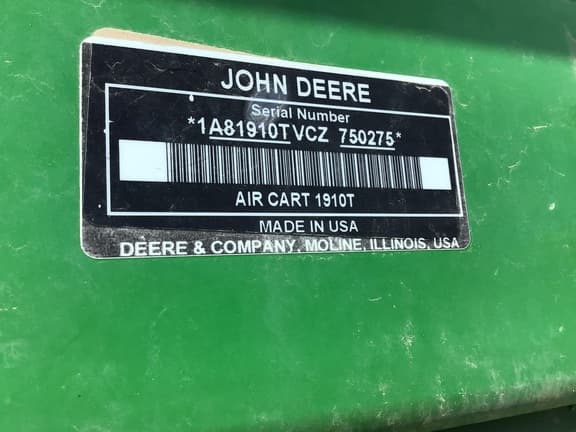 JOHN DEERE
Serial Number
*1A81910TVCZ 750275*
AIR CART 1910T
MADE IN USA
DEERE & COMPANY, MOLINE, ILLINOIS, USA